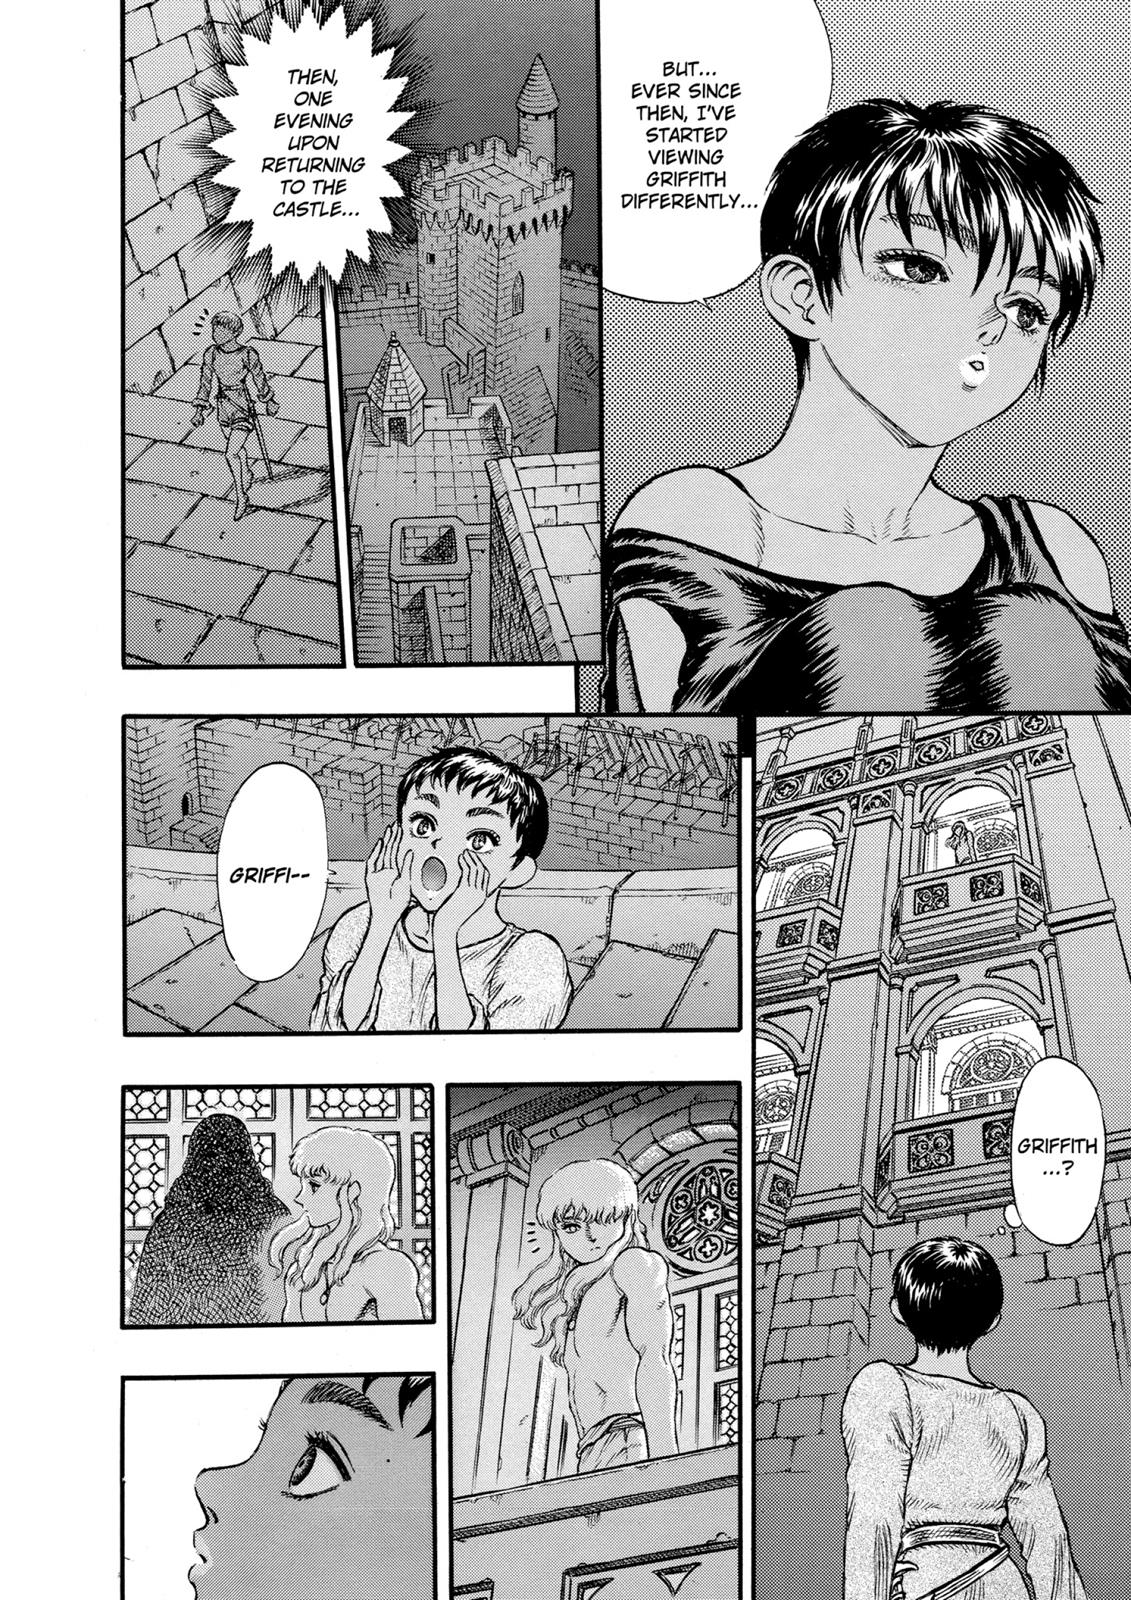 BUT...
EVER SINCE
THEN, I'VE
STARTED
VIEWING
GRIFFITH
DIFFERENTLY...
THEN,
ONE
EVENING
UPON
RETURNING
TO THE
CASTLE...
GRIFFITH
...?
GRIFFI--